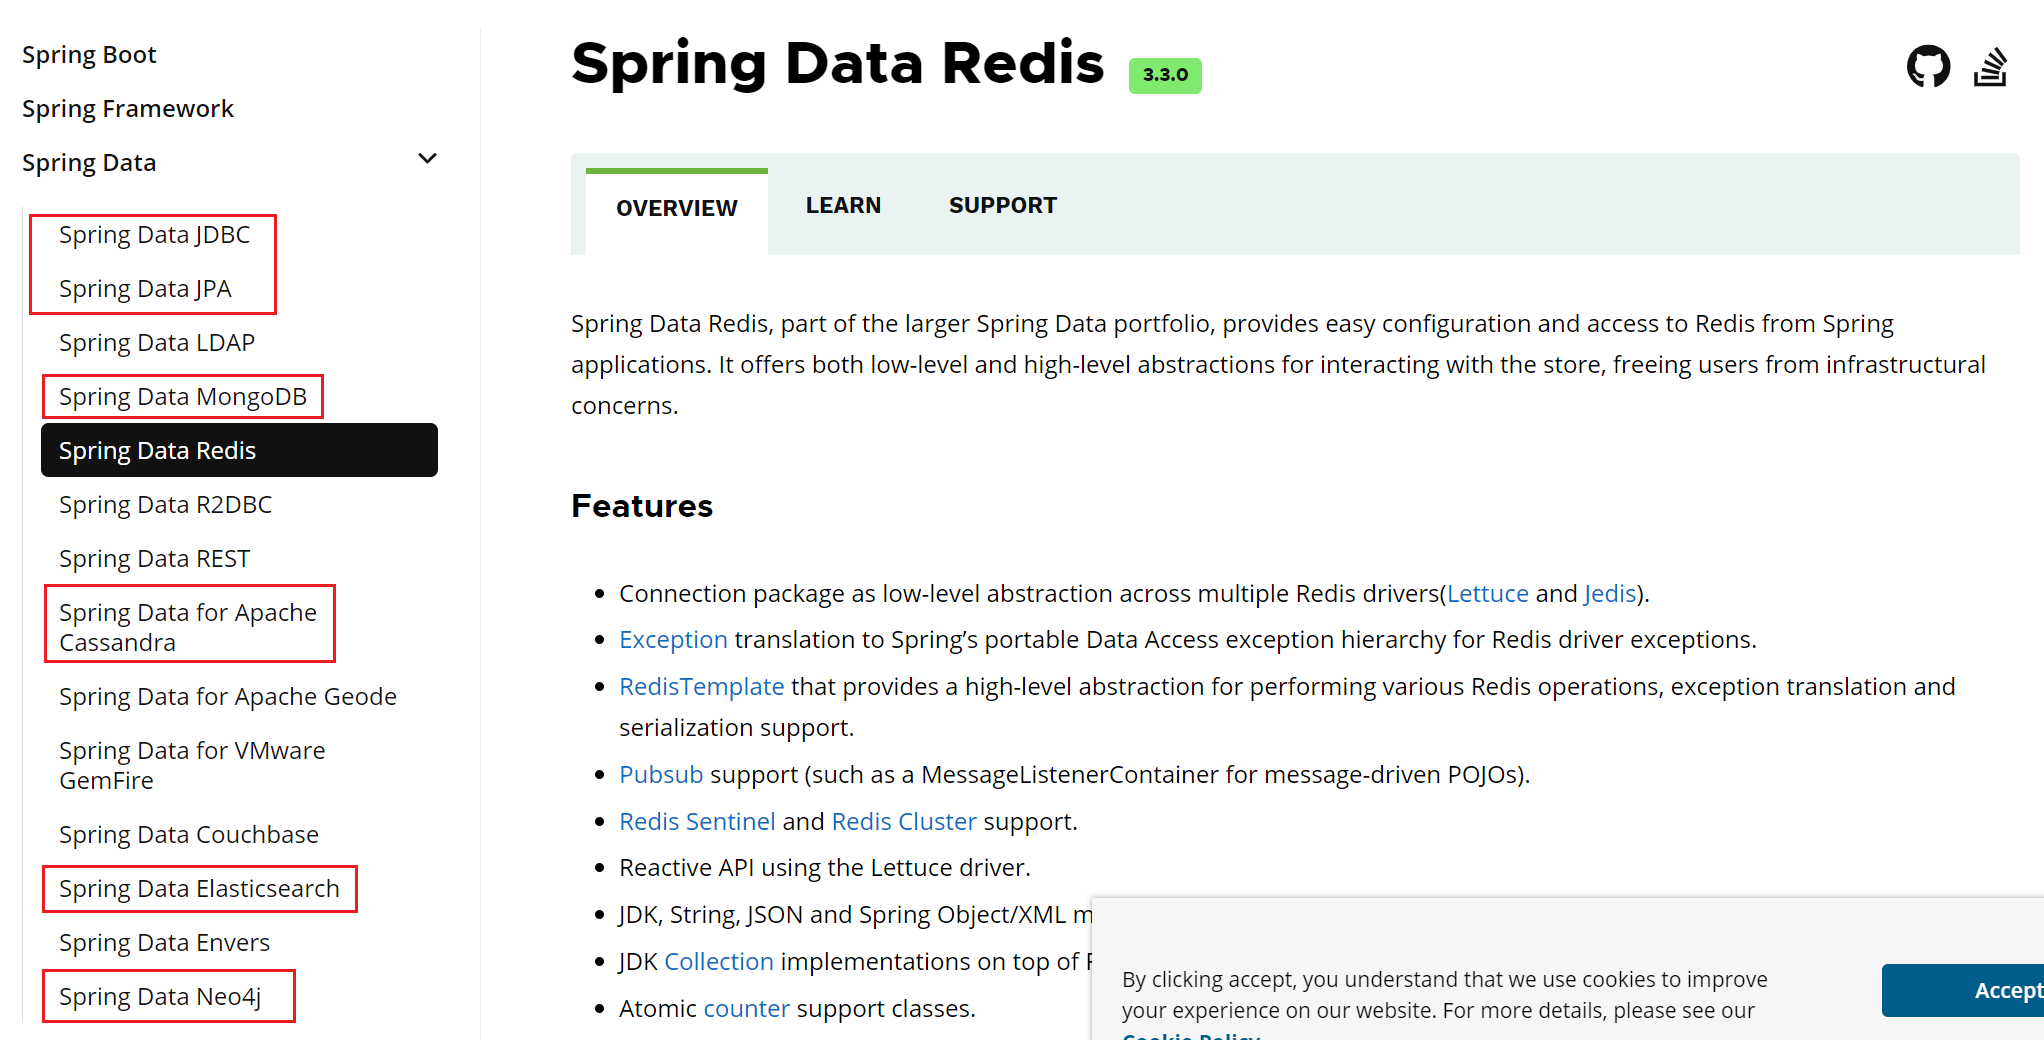 Spring Boot
Spring Framework
Spring Data
Spring Data JDBC
Spring Data JPA
Spring Data LDAP
Spring Data MongoDB
Spring Data Redis
Spring Data R2DBC
Spring Data REST
Spring Data for Apache
Cassandra
Spring Data for Apache Geode
Spring Data for VMware
GemFire
Spring Data Couchbase
Spring Data Elasticsearch
Spring Data Envers
Spring Data Neo4j
Spring Data Redis 3.3.0
OVERVIEW LEARN SUPPORT
Spring Data Redis, part of the larger Spring Data portfolio, provides easy configuration and access to Redis from Spring
applications. It offers both low-level and high-level abstractions for interacting with the store, freeing users from infrastructural
concerns.
Features
• Connection package as low-level abstraction across multiple Redis drivers(Lettuce and Jedis).
• Exception translation to Spring’s portable Data Access exception hierarchy for Redis driver exceptions.
• RedisTemplate that provides a high-level abstraction for performing various Redis operations, exception translation and
serialization support.
• Pubsub support (such as a MessageListenerContainer for message-driven POJOs).
• Redis Sentinel and Redis Cluster support.
• Reactive API using the Lettuce driver.
• JDK, String, JSON and Spring Object/XML
• JDK Collection implementations on top of
• Atomic counter support classes.
By clicking accept, you understand that we use cookies to improve
your experience on our website. For more details, please see our
Cookie Policy
Accept